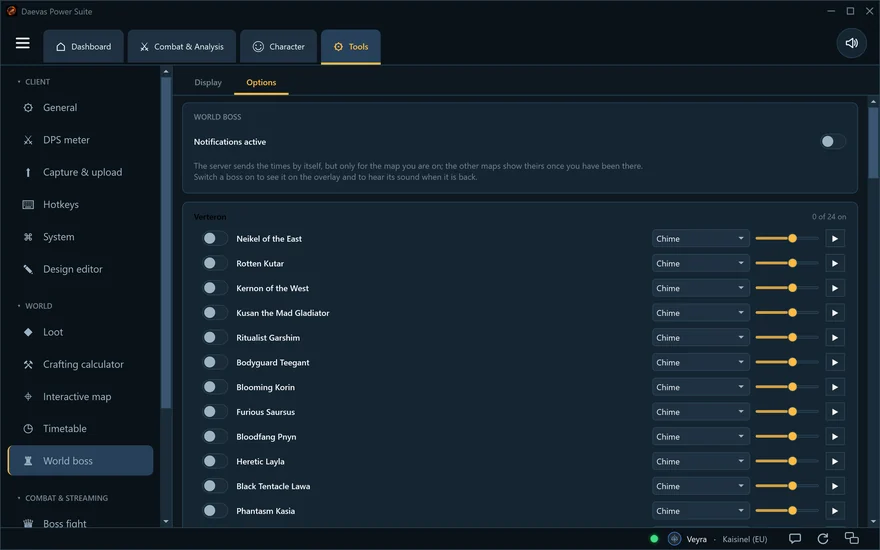 Daevas Power Suite
Dashboard
Combat & Analysis
Character
Tools
CLIENT
General
DPS meter
Capture & upload
Hotkeys
System
Design editor
WORLD
Loot
Crafting calculator
Interactive map
Timetable
World boss
COMBAT & STREAMING
Boss fight
Display
Options
WORLD BOSS
Notifications active
The server sends the times by itself, but only for the map you are on; the other maps show theirs once you have been there.
Switch a boss on to see it on the overlay and to hear its sound when it is back.
Verteron 0 of 24 on
Neikel of the East Chime
Rotten Kutar Chime
Kernon of the West Chime
Kusan the Mad Gladiator Chime
Ritualist Garshim Chime
Bodyguard Teegant Chime
Blooming Korin Chime
Furious Saursus Chime
Bloodfang Pnyn Chime
Heretic Layla Chime
Black Tentacle Lawa Chime
Phantasm Kasia Chime
Veyra · Kaisinel (EU)